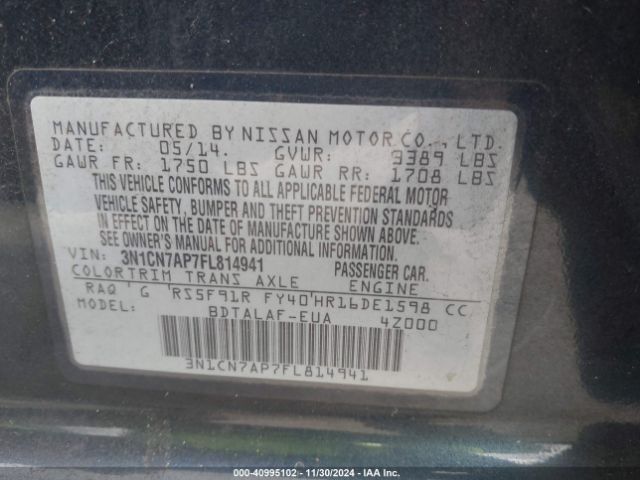 MANUFACTURED BY NISSAN MOTOR CO., LTD.
DATE: 05/14. GVWR: 3389 LBS
GAWR FR: 1750 LBS GAWR RR: 1708 LBS
THIS VEHICLE CONFORMS TO ALL APPLICABLE FEDERAL MOTOR
VEHICLE SAFETY, BUMPER AND THEFT PREVENTION STANDARDS
IN EFFECT ON THE DATE OF MANUFACTURE SHOWN ABOVE.
SEE OWNER'S MANUAL FOR ADDITIONAL INFORMATION.
VIN: 3N1CN7AP7FL814941 PASSENGER CAR.
COLORTRIM TRANS AXLE ENGINE
RAQ ' G 'RS5F91R FY40'HR16DE1598 CC
MODEL: BDTALAF-EUA 4Z000
3N1CN7AP7FL814941
000-40995102 - 11/30/2024 - IAA Inc.